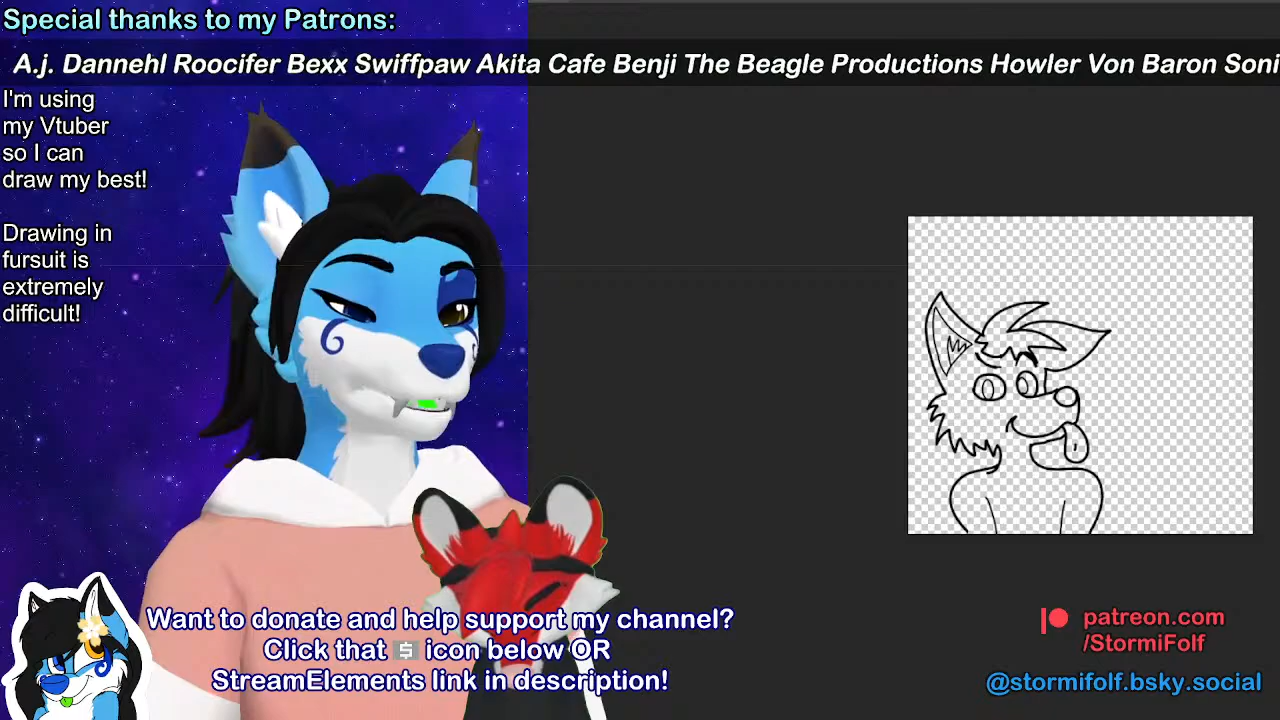 Special thanks to my Patrons:
A.j. Dannehl Roocifer Bexx Swiffpaw Akita Cafe Benji The Beagle Productions Howler Von Baron Soni
I'm using
my Vtuber
so I can
draw my best!
Drawing in
fursuit is
extremely
difficult!
Want to donate and help support my channel?
Click that $ icon below OR
StreamElements link in description!
patreon.com
/StormiFolf
@stormifolf.bsky.social